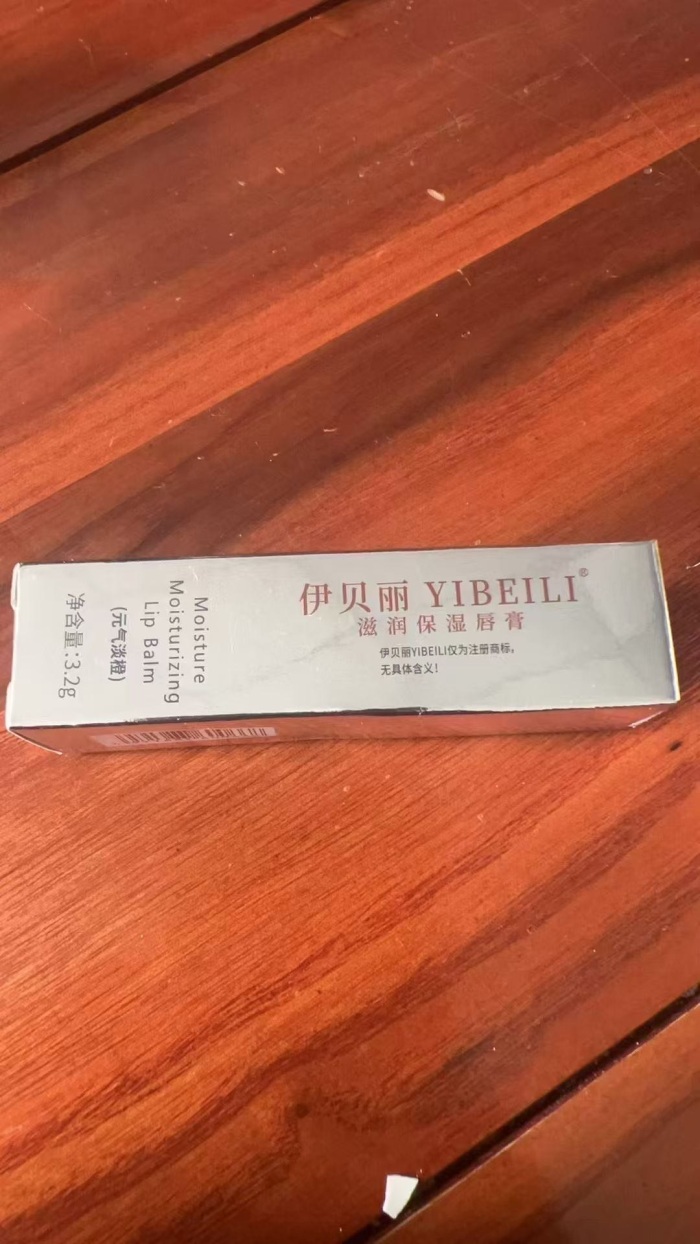 伊贝丽 YIBEILI®
滋润保湿唇膏
伊贝丽YIBEILI仅为注册商标，
无具体含义！
Moisture
Moisturizing
Lip Balm
(元气淡橙)
净含量:3.2g